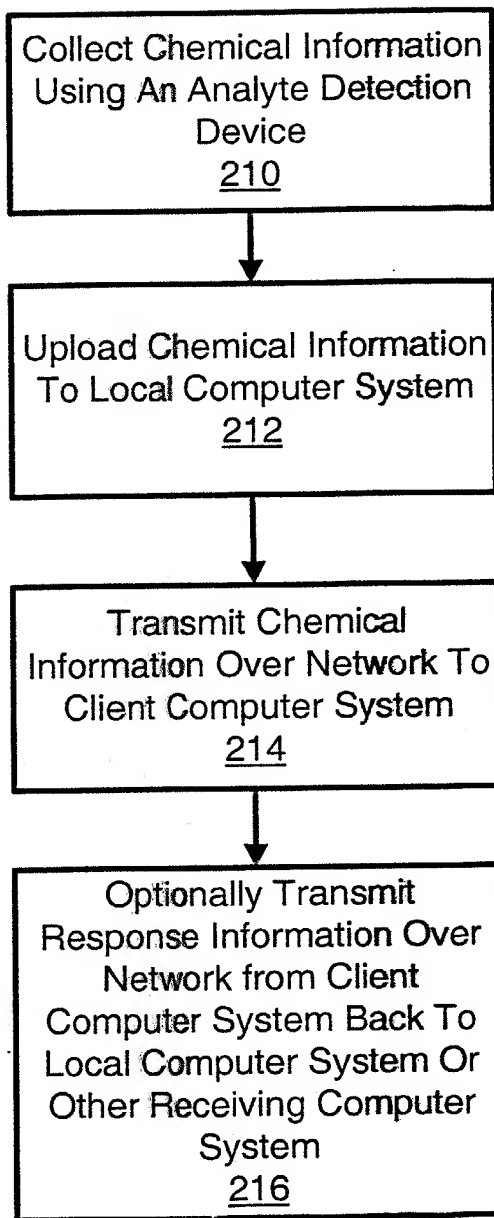 Collect Chemical Information
Using An Analyte Detection
Device
210
Upload Chemical Information
To Local Computer System
212
Transmit Chemical
Information Over Network To
Client Computer System
214
Optionally Transmit
Response Information Over
Network from Client
Computer System Back To
Local Computer System Or
Other Receiving Computer
System
216